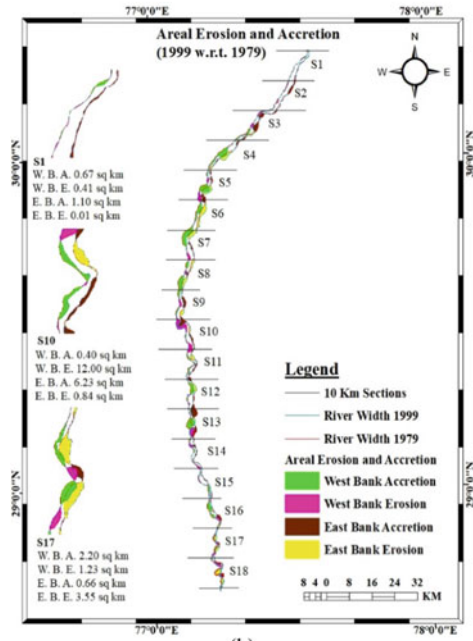 77°0'0"E
78°0'0"E
Areal Erosion and Accretion
(1999 w.r.t. 1979)
N
W
E
S
30°0'0"N
29°0'0"N
S1
W. B. A. 0.67 sq km
W. B. E. 0.41 sq km
E. B. A. 1.10 sq km
E. B. E. 0.01 sq km
S10
W. B. A. 0.40 sq km
W. B. E. 12.00 sq km
E. B. A. 6.23 sq km
E. B. E. 0.84 sq km
S17
W. B. A. 2.20 sq km
W. B. E. 1.23 sq km
E. B. A. 0.66 sq km
E. B. E. 3.55 sq km
S1
S2
S3
S4
S5
S6
S7
S8
S9
S10
S11
S12
S13
S14
S15
S16
S17
S18
Legend
10 Km Sections
River Width 1999
River Width 1979
Areal Erosion and Accretion
West Bank Accretion
West Bank Erosion
East Bank Accretion
East Bank Erosion
8 4 0 8 16 24 32
KM
30°0'0"N
29°0'0"N
77°0'0"E
78°0'0"E